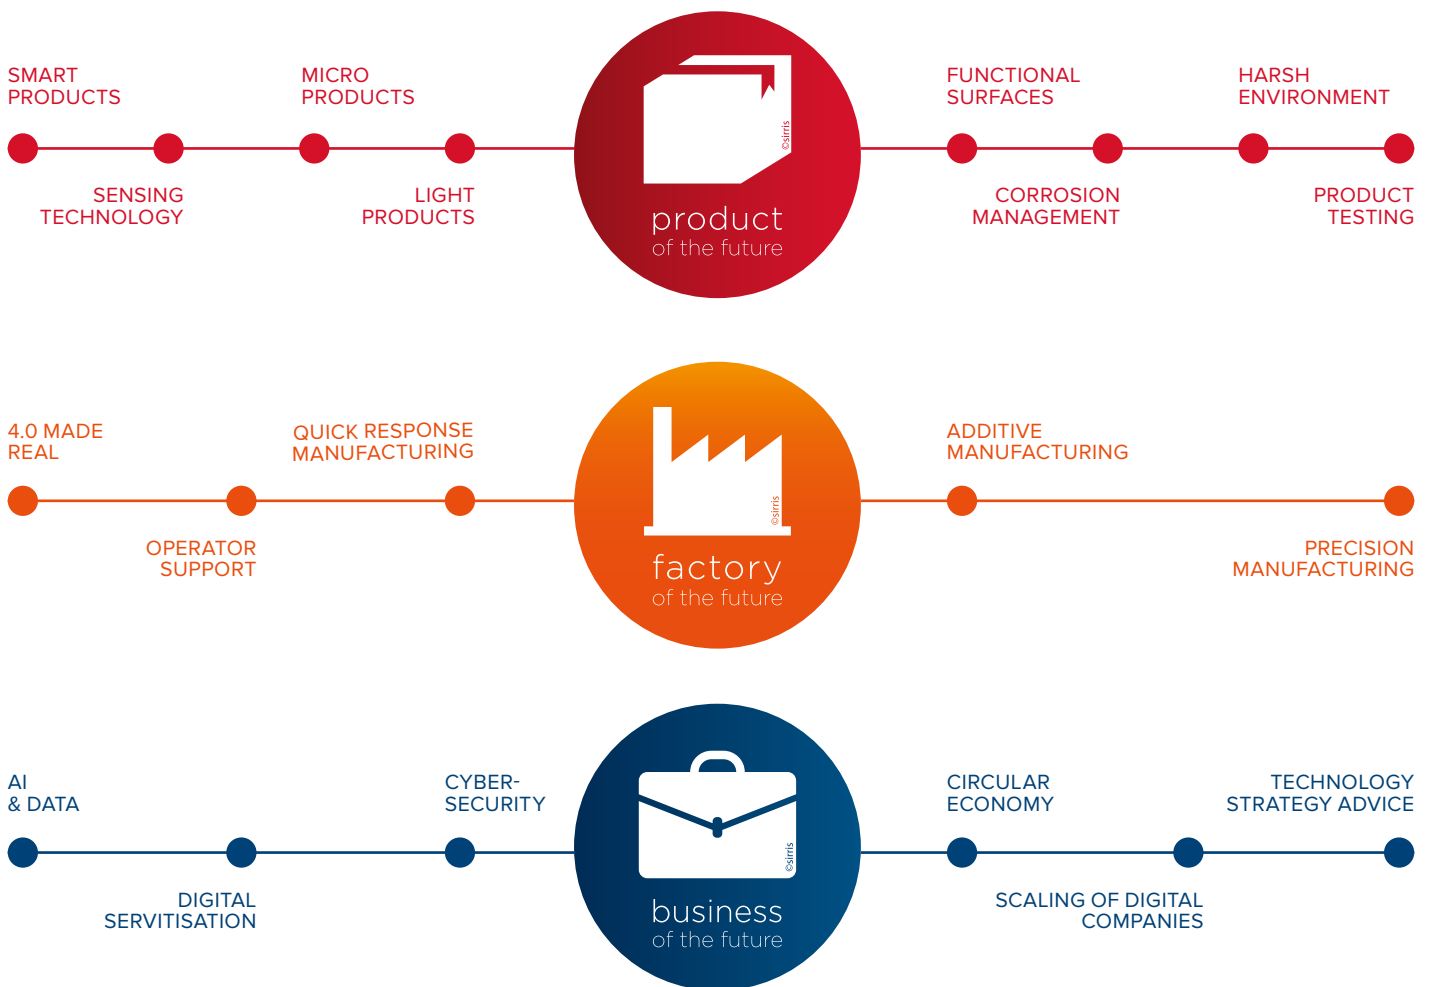 SMART
PRODUCTS
SENSING
TECHNOLOGY
MICRO
PRODUCTS
LIGHT
PRODUCTS
©sirris
product
of the future
FUNCTIONAL
SURFACES
CORROSION
MANAGEMENT
HARSH
ENVIRONMENT
PRODUCT
TESTING
4.0 MADE
REAL
OPERATOR
SUPPORT
QUICK RESPONSE
MANUFACTURING
©sirris
factory
of the future
ADDITIVE
MANUFACTURING
PRECISION
MANUFACTURING
AI
& DATA
DIGITAL
SERVITISATION
CYBER-
SECURITY
©sirris
business
of the future
CIRCULAR
ECONOMY
SCALING OF DIGITAL
COMPANIES
TECHNOLOGY
STRATEGY ADVICE